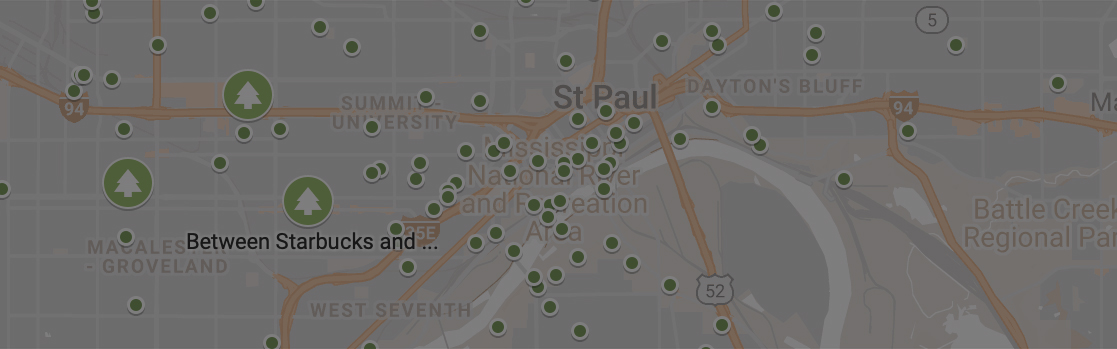 5
94
SUMMIT-
UNIVERSITY
St Paul
DAYTON'S BLUFF
94
Mississippi
National River
and Recreation
Area
35E
Between Starbucks and ...
MACALESTER
- GROVELAND
Battle Creek
Regional Par
52
WEST SEVENTH